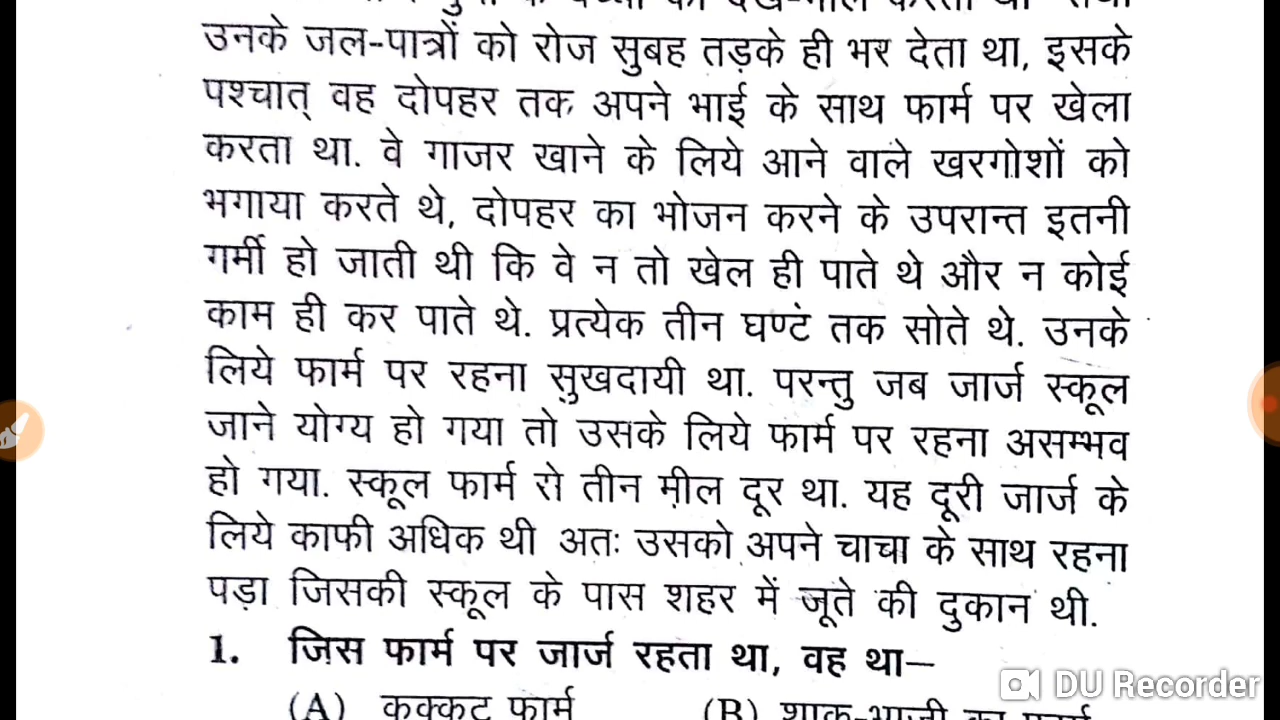 उनके जल-पात्रों को रोज सुबह तड़के ही भर देता था, इसके
पश्चात् वह दोपहर तक अपने भाई के साथ फार्म पर खेला
करता था. वे गाजर खाने के लिये आने वाले खरगोशों को
भगाया करते थे, दोपहर का भोजन करने के उपरान्त इतनी
गर्मी हो जाती थी कि वे न तो खेल ही पाते थे और न कोई
काम ही कर पाते थे. प्रत्येक तीन घण्टं तक सोते थे. उनके
लिये फार्म पर रहना सुखदायी था. परन्तु जब जार्ज स्कूल
जाने योग्य हो गया तो उसके लिये फार्म पर रहना असम्भव
हो गया. स्कूल फार्म रो तीन मील दूर था. यह दूरी जार्ज के
लिये काफी अधिक थी अतः उसको अपने चाचा के साथ रहना
पड़ा जिसकी स्कूल के पास शहर में जूते की दुकान थी.
1. जिस फार्म पर जार्ज रहता था, वह था–
(A) कुक्कुट फार्म (B) शाक-भाजी का फार्म
DU Recorder